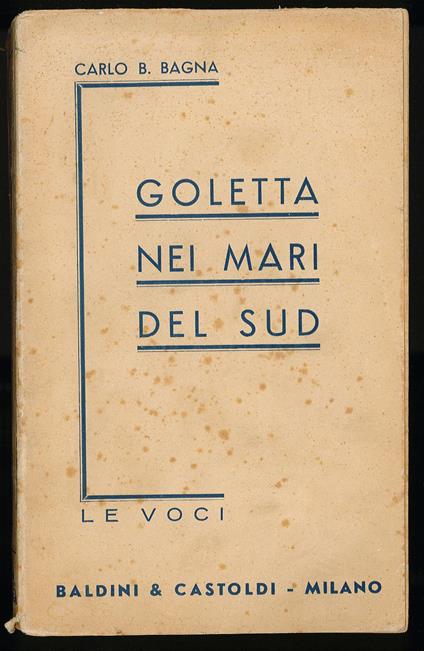 CARLO B. BAGNA
GOLETTA
NEI MARI
DEL SUD
LE VOCI
BALDINI & CASTOLDI - MILANO